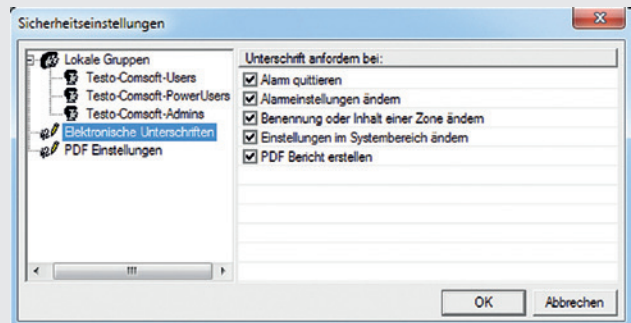 Sicherheitseinstellungen
Lokale Gruppen
Testo-Comsoft-Users
Testo-Comsoft-PowerUsers
Testo-Comsoft-Admins
Elektronische Unterschriften
PDF Einstellungen
Unterschrift anfordern bei:
Alarm quittieren
Alarmeinstellungen ändern
Benennung oder Inhalt einer Zone ändern
Einstellungen im Systembereich ändern
PDF Bericht erstellen
OK
Abbrechen